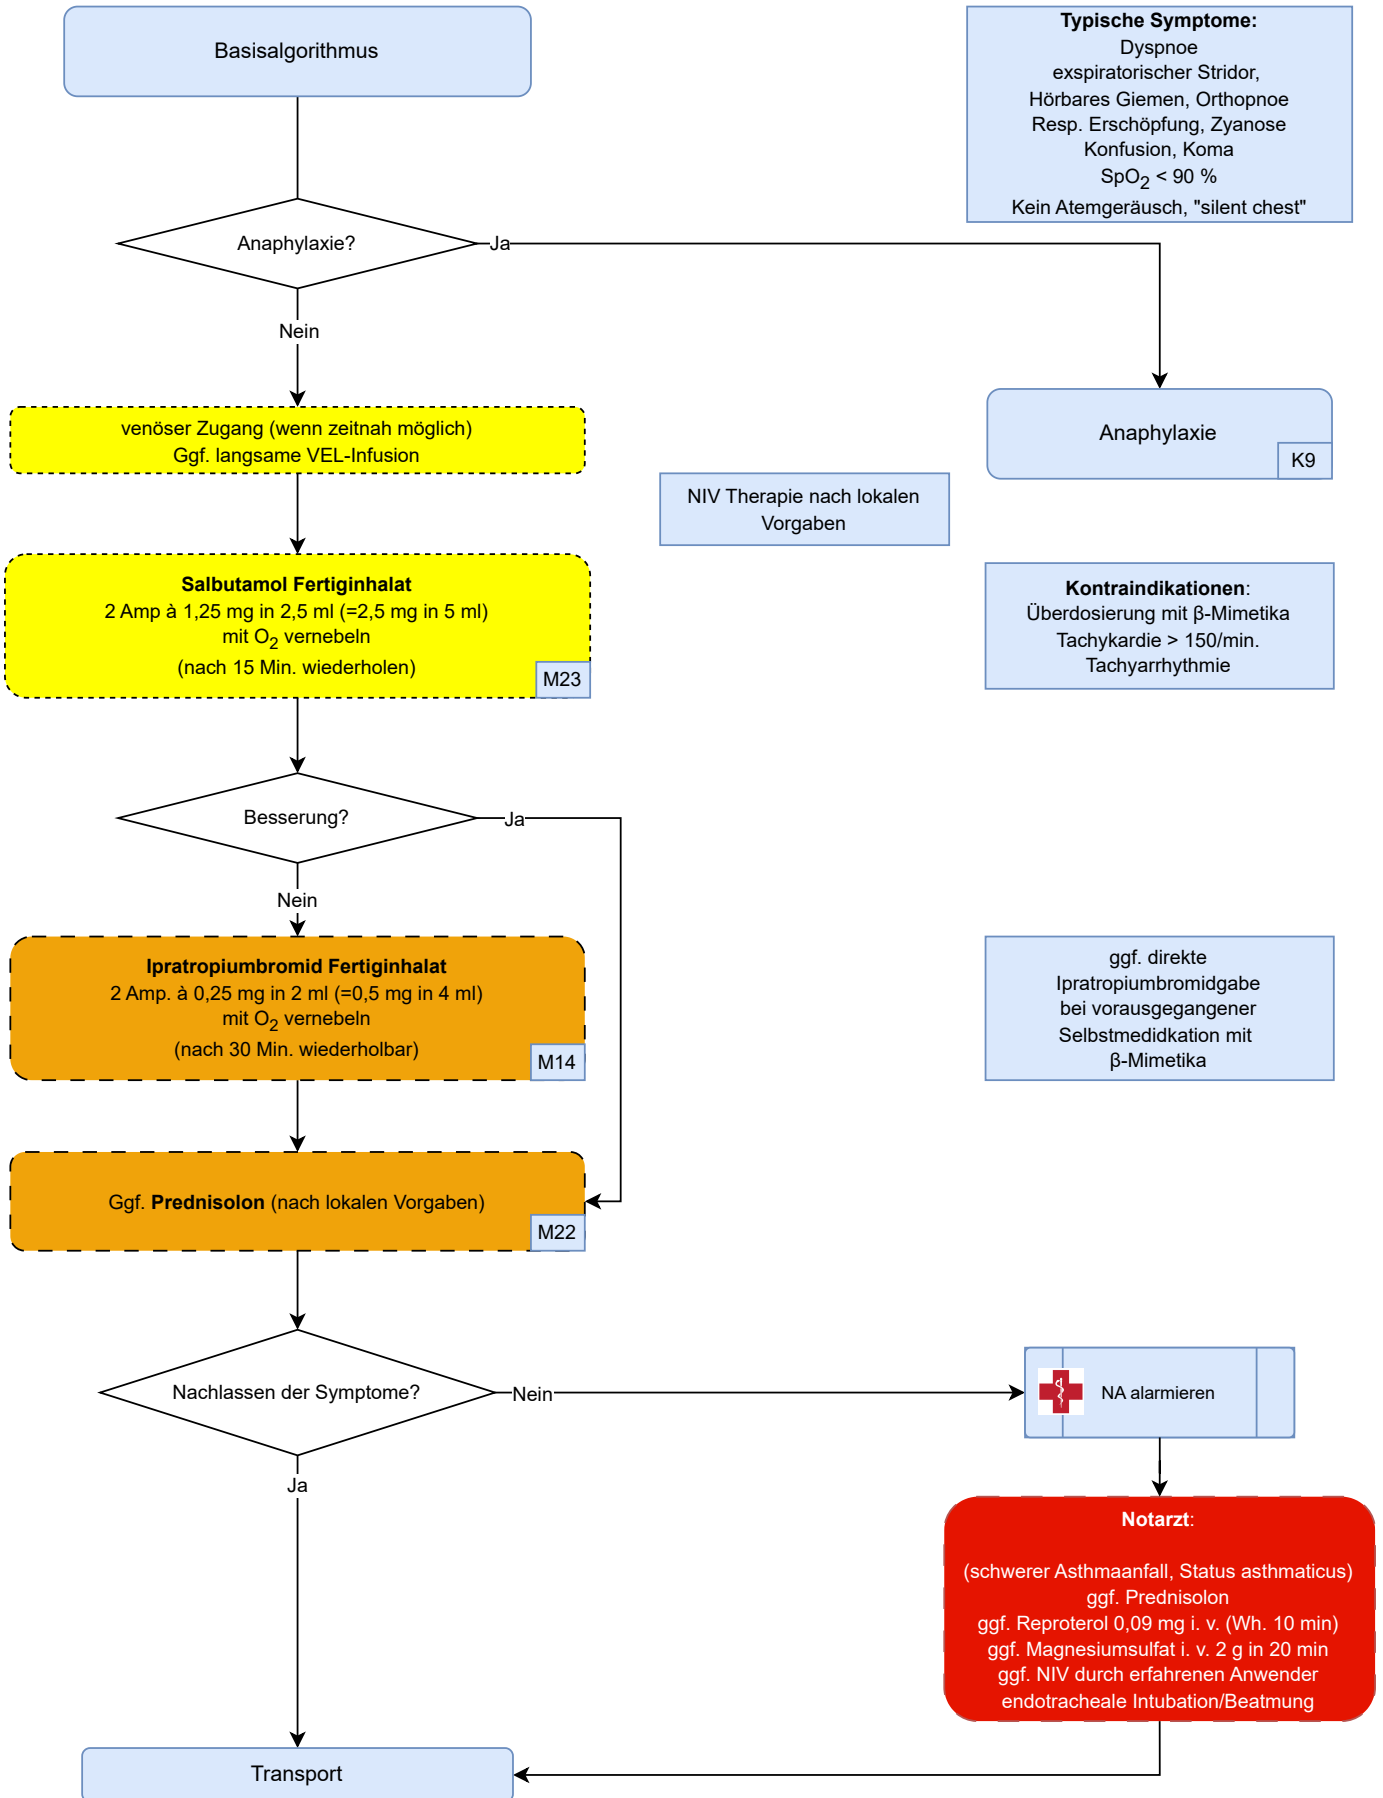 Basisalgorithmus
Typische Symptome:
Dyspnoe
exspiratorischer Stridor,
Hörbares Giemen, Orthopnoe
Resp. Erschöpfung, Zyanose
Konfusion, Koma
SpO2 < 90 %
Kein Atemgeräusch, "silent chest"
Anaphylaxie?
Ja
Nein
venöser Zugang (wenn zeitnah möglich)
Ggf. langsame VEL-Infusion
Anaphylaxie
K9
NIV Therapie nach lokalen
Vorgaben
Salbutamol Fertiginhalat
2 Amp à 1,25 mg in 2,5 ml (=2,5 mg in 5 ml)
mit O2 vernebeln
(nach 15 Min. wiederholen)
M23
Kontraindikationen:
Überdosierung mit β-Mimetika
Tachykardie > 150/min.
Tachyarrhythmie
Besserung?
Ja
Nein
Ipratropiumbromid Fertiginhalat
2 Amp. à 0,25 mg in 2 ml (=0,5 mg in 4 ml)
mit O2 vernebeln
(nach 30 Min. wiederholbar)
M14
ggf. direkte
Ipratropiumbromidgabe
bei vorausgegangener
Selbstmedidkation mit
β-Mimetika
Ggf. Prednisolon (nach lokalen Vorgaben)
M22
Nachlassen der Symptome?
Nein
NA alarmieren
Ja
Notarzt:
(schwerer Asthmaanfall, Status asthmaticus)
ggf. Prednisolon
ggf. Reproterol 0,09 mg i. v. (Wh. 10 min)
ggf. Magnesiumsulfat i. v. 2 g in 20 min
ggf. NIV durch erfahrenen Anwender
endotracheale Intubation/Beatmung
Transport